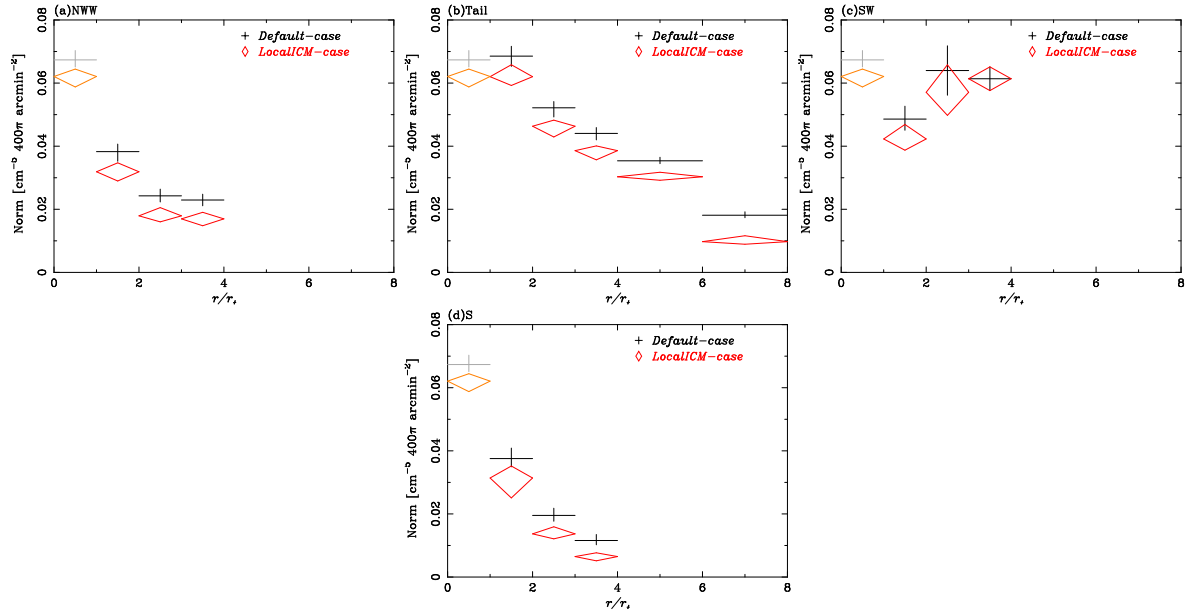 (a)NWW
Default-case
LocalICM-case
0.08
0.06
0.04
0.02
0
Norm [cm⁻⁵ 400π arcmin⁻²]
0 2 4 6 8
r/rₛ
(b)Tail
Default-case
LocalICM-case
0.08
0.06
0.04
0.02
0
Norm [cm⁻⁵ 400π arcmin⁻²]
0 2 4 6 8
r/rₛ
(c)SW
Default-case
LocalICM-case
0.08
0.06
0.04
0.02
0
Norm [cm⁻⁵ 400π arcmin⁻²]
0 2 4 6 8
r/rₛ
(d)S
Default-case
LocalICM-case
0.08
0.06
0.04
0.02
0
Norm [cm⁻⁵ 400π arcmin⁻²]
0 2 4 6 8
r/rₛ